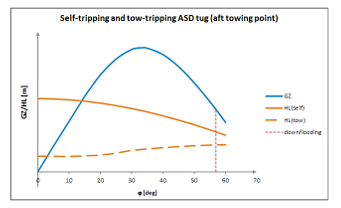 Self-tripping and tow-tripping ASD tug (aft towing point)
GZ/HL [m]
GZ
HL(self)
HL(tow)
downflooding
0 10 20 30 40 50 60 70
φ [deg]